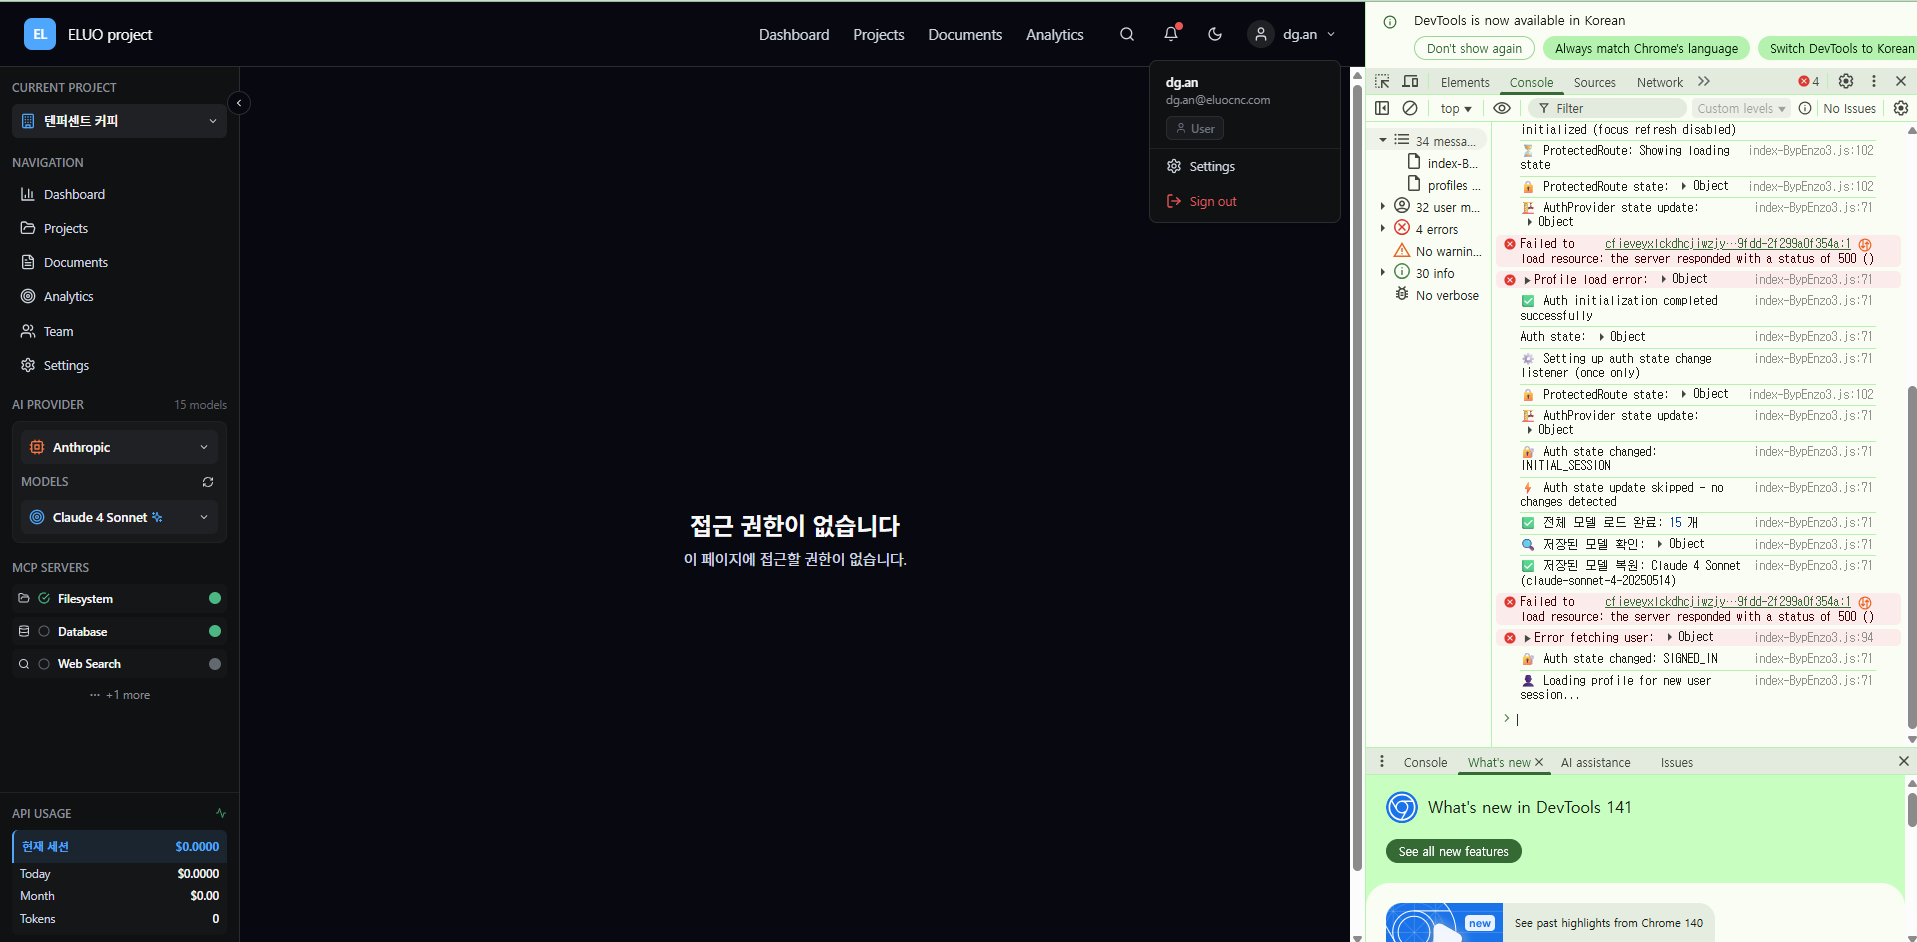 EL ELUO project
Dashboard Projects Documents Analytics dg.an
CURRENT PROJECT
텐퍼센트 커피
NAVIGATION
Dashboard
Projects
Documents
Analytics
Team
Settings
AI PROVIDER 15 models
Anthropic
MODELS
Claude 4 Sonnet
MCP SERVERS
Filesystem
Database
Web Search
··· +1 more
API USAGE
현재 세션 $0.0000
Today $0.0000
Month $0.00
Tokens 0
dg.an
dg.an@eluocnc.com
User
Settings
Sign out
접근 권한이 없습니다
이 페이지에 접근할 권한이 없습니다.
DevTools is now available in Korean
Don't show again Always match Chrome's language Switch DevTools to Korean
Elements Console Sources Network 4
top Filter Custom levels No Issues
34 messa...
index-B...
profiles ...
32 user m...
4 errors
No warnin...
30 info
No verbose
initialized (focus refresh disabled)
ProtectedRoute: Showing loading index-BypEnzo3.js:102
state
ProtectedRoute state: Object index-BypEnzo3.js:102
AuthProvider state update: index-BypEnzo3.js:71
Object
Failed to cfieveyxlckdhcjiwzjy…9fdd-2f299a0f354a:1
load resource: the server responded with a status of 500 ()
Profile load error: Object index-BypEnzo3.js:71
Auth initialization completed index-BypEnzo3.js:71
successfully
Auth state: Object index-BypEnzo3.js:71
Setting up auth state change index-BypEnzo3.js:71
listener (once only)
ProtectedRoute state: Object index-BypEnzo3.js:102
AuthProvider state update: index-BypEnzo3.js:71
Object
Auth state changed: index-BypEnzo3.js:71
INITIAL_SESSION
Auth state update skipped - no index-BypEnzo3.js:71
changes detected
전체 모델 로드 완료: 15 개 index-BypEnzo3.js:71
저장된 모델 확인: Object index-BypEnzo3.js:71
저장된 모델 복원: Claude 4 Sonnet index-BypEnzo3.js:71
(claude-sonnet-4-20250514)
Failed to cfieveyxlckdhcjiwzjy…9fdd-2f299a0f354a:1
load resource: the server responded with a status of 500 ()
Error fetching user: Object index-BypEnzo3.js:94
Auth state changed: SIGNED_IN index-BypEnzo3.js:71
Loading profile for new user index-BypEnzo3.js:71
session...
Console What's new AI assistance Issues
What's new in DevTools 141
See all new features
new See past highlights from Chrome 140